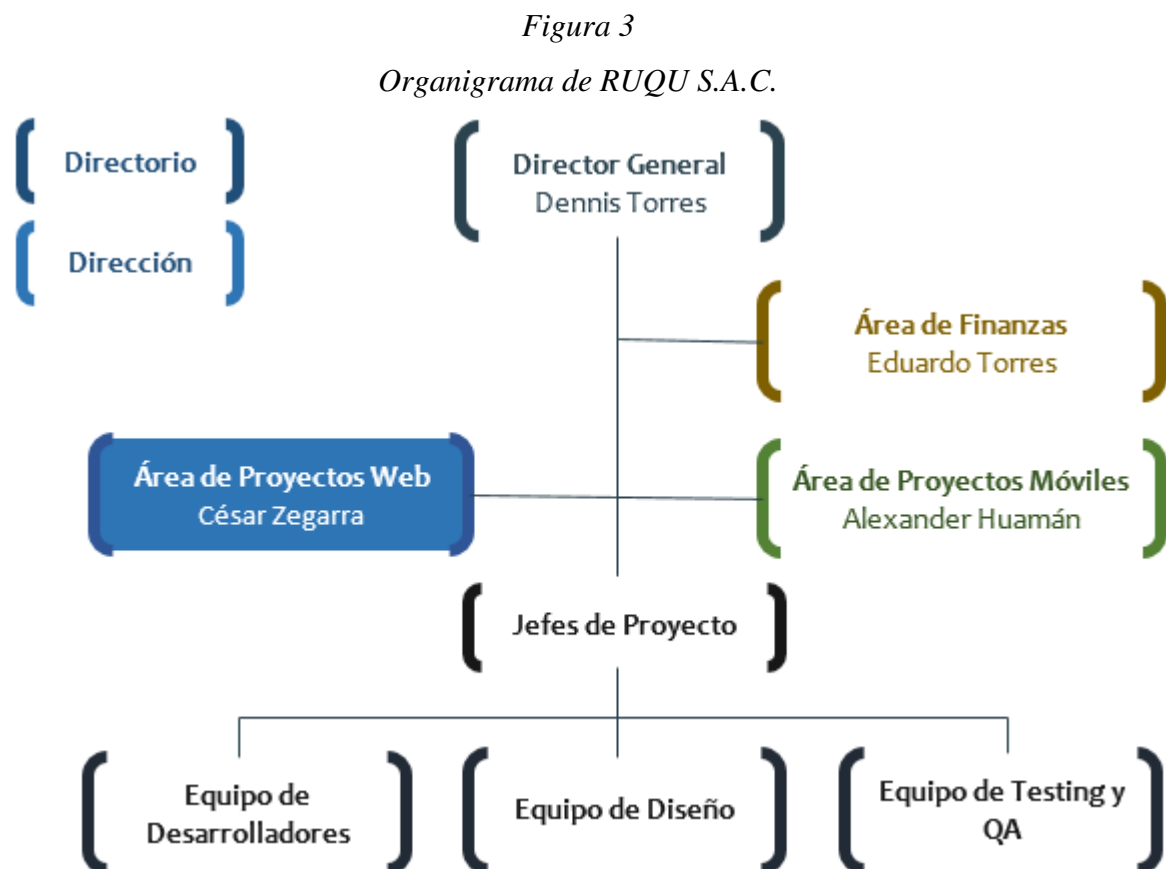 Figura 3
Organigrama de RUQU S.A.C.
Directorio
Dirección
Director General
Dennis Torres
Área de Finanzas
Eduardo Torres
Área de Proyectos Web
César Zegarra
Área de Proyectos Móviles
Alexander Huamán
Jefes de Proyecto
Equipo de
Desarrolladores
Equipo de Diseño
Equipo de Testing y
QA